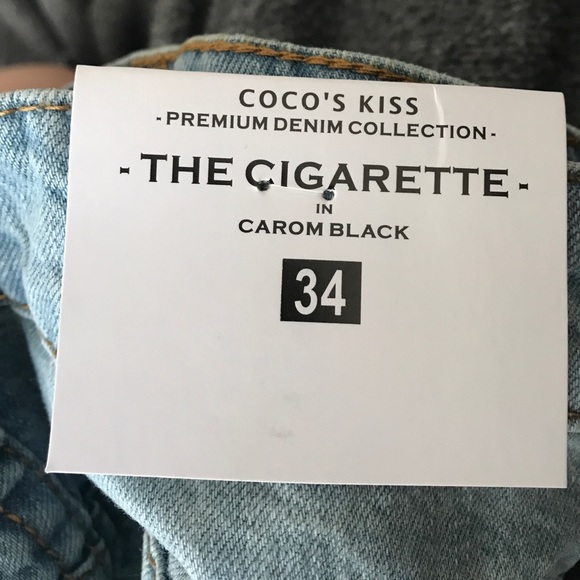 COCO'S KISS
- PREMIUM DENIM COLLECTION -
- THE CIGARETTE -
IN
CAROM BLACK
34